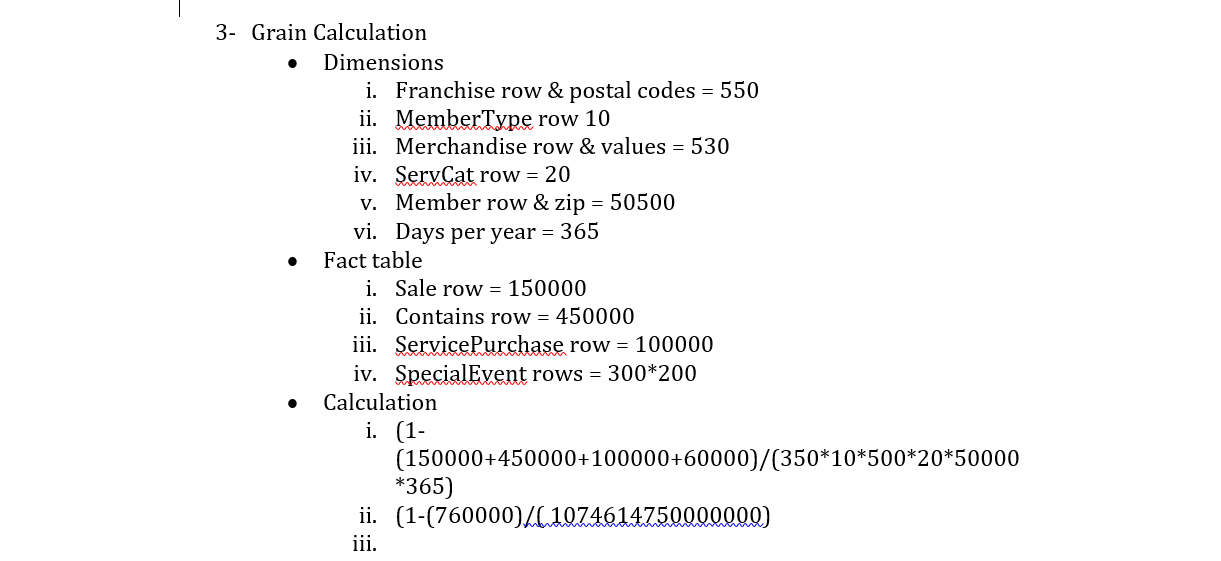 3- Grain Calculation
• Dimensions
i. Franchise row & postal codes = 550
ii. MemberType row 10
iii. Merchandise row & values = 530
iv. ServCat row = 20
v. Member row & zip = 50500
vi. Days per year = 365
• Fact table
i. Sale row = 150000
ii. Contains row = 450000
iii. ServicePurchase row = 100000
iv. SpecialEvent rows = 300*200
• Calculation
i. (1-
(150000+450000+100000+60000)/(350*10*500*20*50000
*365)
ii. (1-(760000)/( 1074614750000000)
iii.